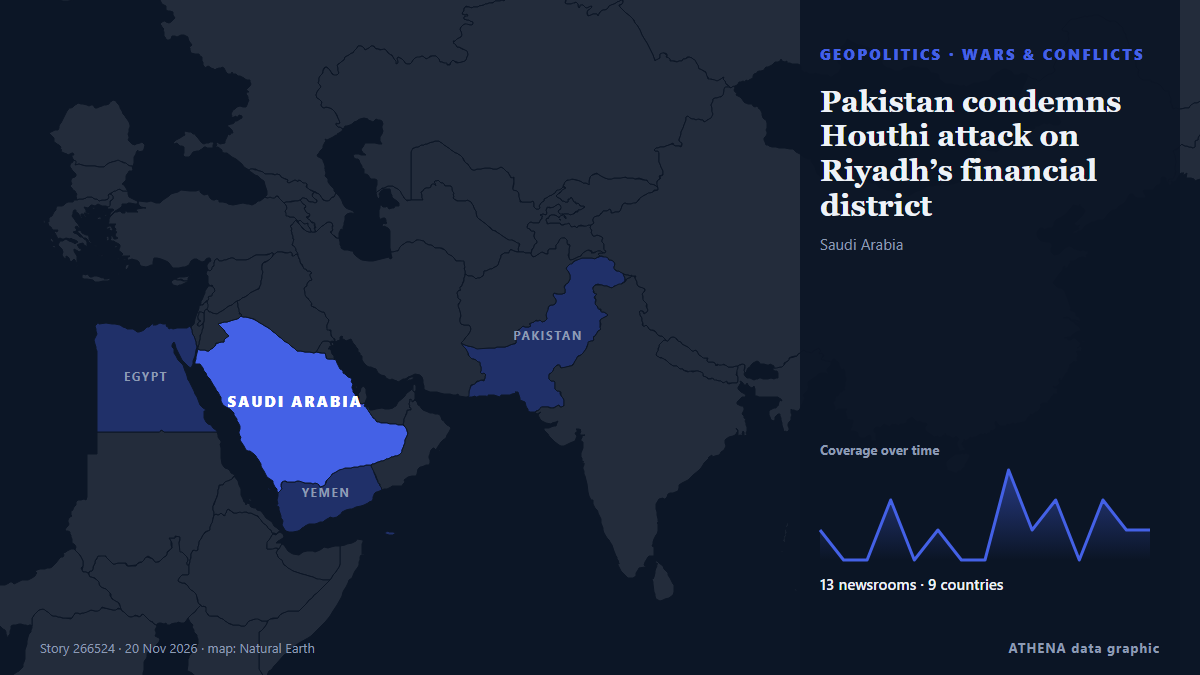 GEOPOLITICS · WARS & CONFLICTS
Pakistan condemns
Houthi attack on
Riyadh’s financial
district
Saudi Arabia
PAKISTAN
EGYPT
SAUDI ARABIA
YEMEN
Coverage over time
13 newsrooms · 9 countries
Story 266524 · 20 Nov 2026 · map: Natural Earth
ATHENA data graphic